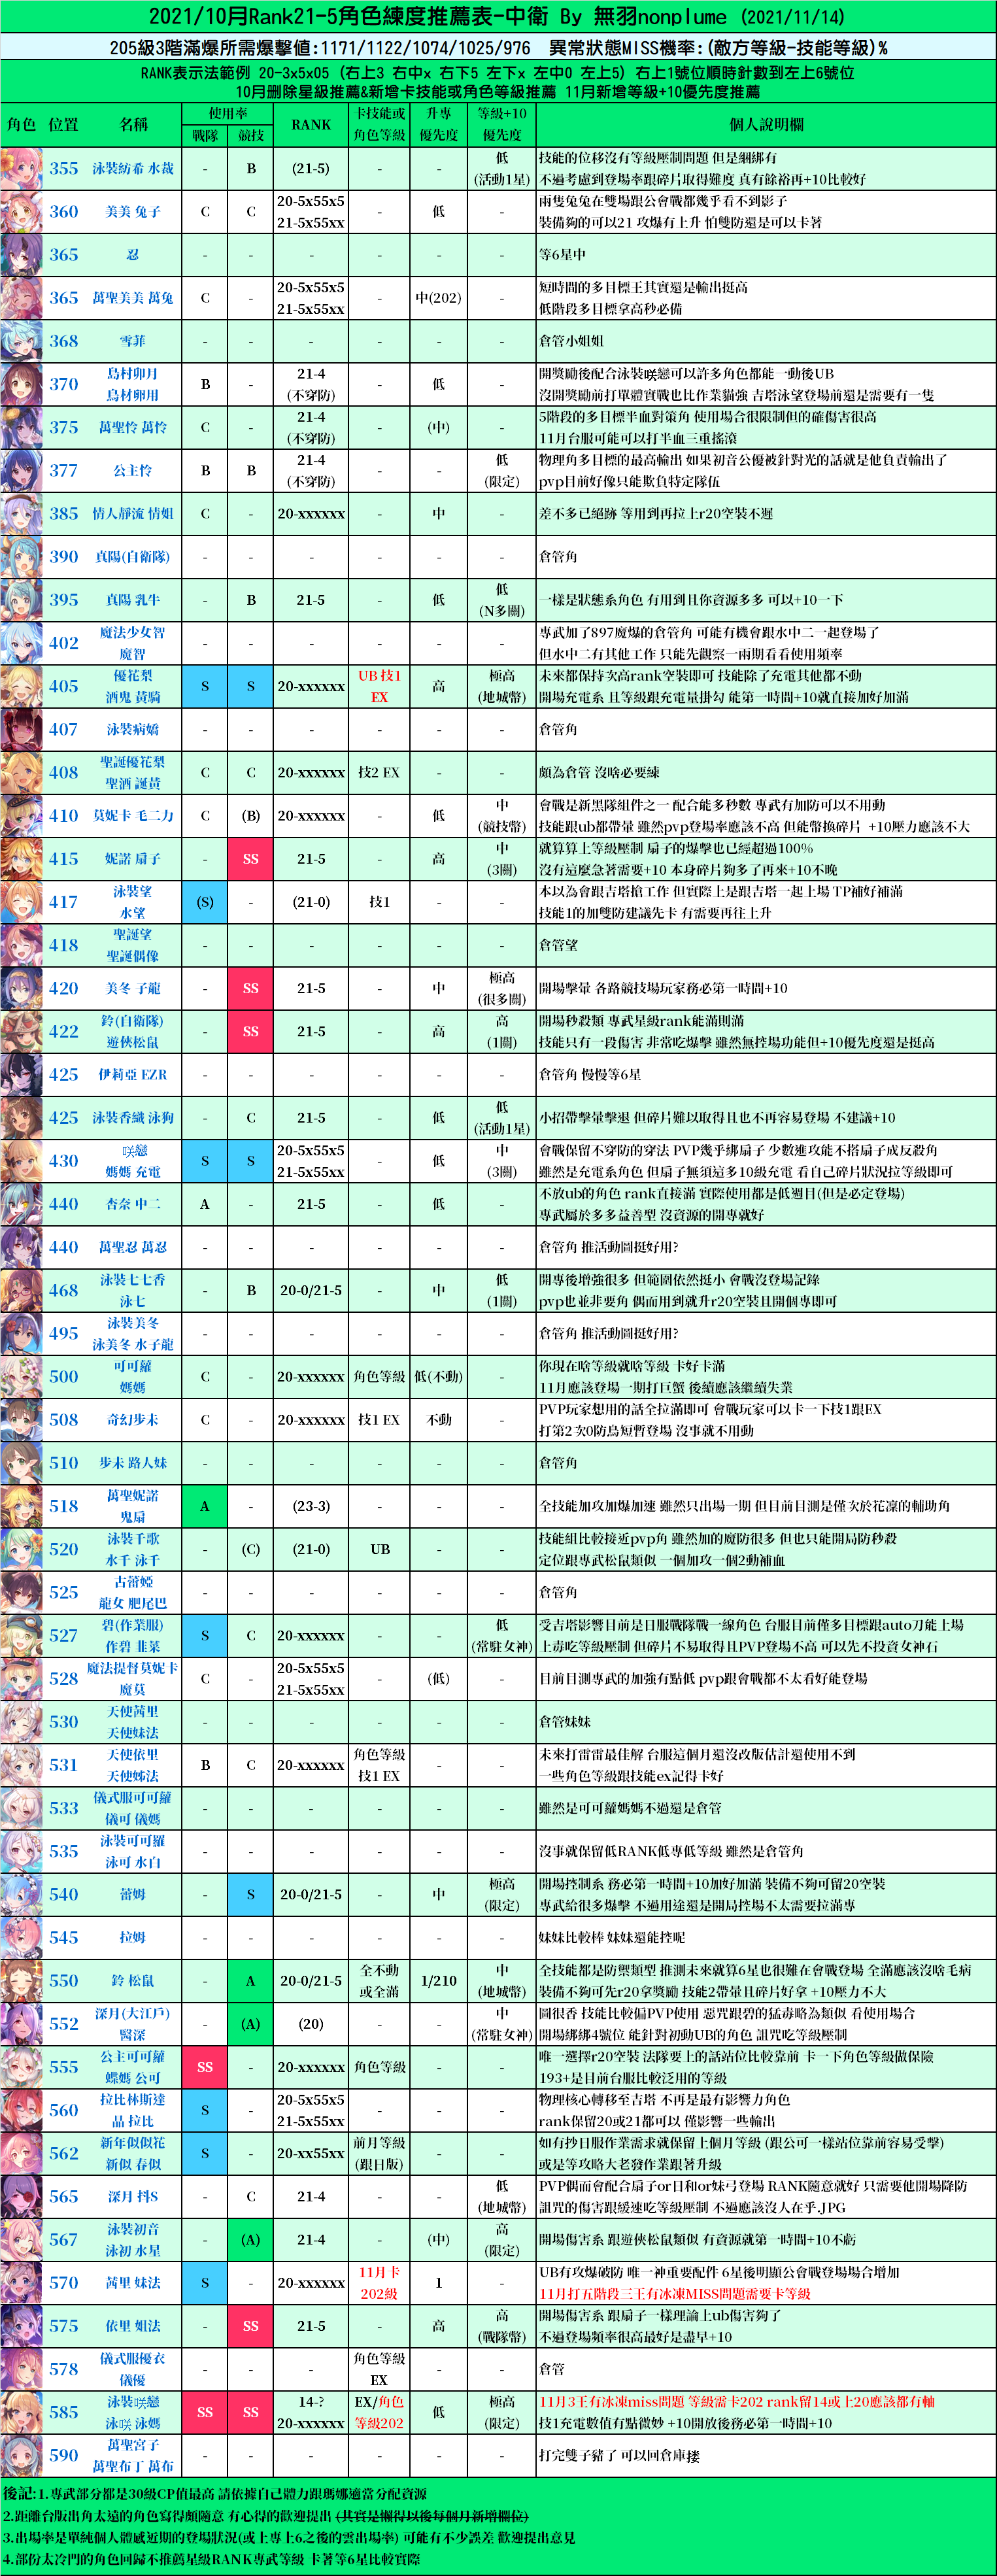 2021/10月Rank21-5角色練度推薦表-中衛 By 無羽nonplume (2021/11/14)
205級3階滿爆所需爆擊值:1171/1122/1074/1025/976 異常狀態MISS機率:(敵方等級-技能等級)%
RANK表示法範例 20-3x5x05 (右上3 右中x 右下5 左下x 左中0 左上5) 右上1號位順時針數到左上6號位
10月刪除星級推薦&新增卡技能或角色等級推薦 11月新增等級+10優先度推薦
角色 位置 名稱 使用率 戰隊 競技 RANK 卡技能或角色等級 升專優先度 等級+10優先度 個人說明欄
355 泳裝紡希 水裁 - B (21-5) - - 低 (活動1星) 技能的位移沒有等級壓制問題 但是綑綁有
不過考慮到登場率跟碎片取得難度 真有餘裕再+10比較好
360 美美 兔子 C C 20-5x55x5 21-5x55xx - 低 - 兩隻兔兔在雙場跟公會戰都幾乎看不到影子
裝備夠的可以21 攻爆有上升 怕雙防還是可以卡著
365 忍 - - - - - - 等6星中
365 萬聖美美 萬兔 C - 20-5x55x5 21-5x55xx - 中(202) - 短時間的多目標王其實還是輸出挺高
低階段多目標拿高秒必備
368 雪菲 - - - - - - 倉管小姐姐
370 島村卯月 島村卵用 B - 21-4 (不穿防) - 低 - 開獎勵後配合泳裝咲戀可以許多角色都能一動後UB
沒開獎勵前打單體實戰也比作業貓強 吉塔泳望登場前還是需要有一隻
375 萬聖伶 萬怜 C - 21-4 (不穿防) - (中) - 5階段的多目標半血對策角 使用場合很限制但的確傷害很高
11月台服可能可以打半血三重搖滾
377 公主怜 B B 21-4 (不穿防) - - 低 (限定) 物理角多目標的最高輸出 如果初音公優被針對光的話就是他負責輸出了
pvp目前好像只能欺負特定隊伍
385 情人靜流 情姐 C - 20-xxxxxx - 中 - 差不多已絕跡 等用到再拉上r20空裝不遲
390 真陽(自衛隊) - - - - - - 倉管角
395 真陽 乳牛 - B 21-5 - 低 低 (N多關) 一樣是狀態系角色 有用到且你資源多多 可以+10一下
402 魔法少女智 魔智 - - - - - - 專武加了897魔爆的倉管角 可能有機會跟水中二一起登場了
但水中二有其他工作 只能先觀察一兩期看看使用頻率
405 優花梨 酒鬼 黃騎 S S 20-xxxxxx UB 技1 EX 高 極高 (地城幣) 未來都保持次高rank空裝即可 技能除了充電其他都不動
開場充電系 且等級跟充電量掛勾 能第一時間+10就直接加好加滿
407 泳裝病嬌 - - - - - - 倉管角
408 聖誕優花梨 聖酒 誕黃 C C 20-xxxxxx 技2 EX - - 頗為倉管 沒啥必要練
410 莫妮卡 毛二力 C (B) 20-xxxxxx - 低 中 (競技幣) 會戰是新黑隊組件之一 配合能多秒數 專武有加防可以不用動
技能跟ub都帶暈 雖然pvp登場率應該不高 但能幣換碎片 +10壓力應該不大
415 妮諾 扇子 - SS 21-5 - 高 中 (3關) 就算算上等級壓制 扇子的爆擊也已經超過100%
沒有這麼急著需要+10 本身碎片夠多了再來+10不晚
417 泳裝望 水望 (S) - (21-0) 技1 - - 本以為會跟吉塔搶工作 但實際上是跟吉塔一起上場 TP補好補滿
技能1的加雙防建議先卡 有需要再往上升
418 聖誕望 聖誕偶像 - - - - - - 倉管望
420 美冬 子龍 - SS 21-5 - 中 極高 (很多關) 開場擊暈 各路競技場玩家務必第一時間+10
422 鈴(自衛隊) 遊俠松鼠 - SS 21-5 - 高 高 (1關) 開場秒殺類 專武星級rank能滿則滿
技能只有一段傷害 非常吃爆擊 雖然無控場功能但+10優先度還是挺高
425 伊莉亞 EZR - - - - - - 倉管角 慢慢等6星
425 泳裝香織 泳狗 - C 21-5 - 低 低 (活動1星) 小招帶擊暈擊退 但碎片難以取得且也不再容易登場 不建議+10
430 咲戀 媽媽 充電 S S 20-5x55x5 21-5x55xx - 低 中 (3關) 會戰保留不穿防的穿法 PVP幾乎綁扇子 少數進攻能不搭扇子成反殺角
雖然是充電系角色 但扇子無須這多10級充電 看自己碎片狀況拉等級即可
440 杏奈 中二 A - 21-5 - 低 - 不放ub的角色 rank直接滿 實際使用都是低週目(但是必定登場)
專武屬於多多益善型 沒資源的開專就好
440 萬聖忍 萬忍 - - - - - - 倉管角 推活動圖挺好用?
468 泳裝七七香 泳七 B 20-0/21-5 - 中 低 (1關) 開專後增強很多 但範圍依然挺小 會戰沒登場記錄
pvp也並非要角 偶而用到就升r20空裝且開個專即可
495 泳裝美冬 泳美冬 水子龍 - - - - - - 倉管角 推活動圖挺好用?
500 可可蘿 媽媽 C - 20-xxxxxx 角色等級 低(不動) - 你現在啥等級就啥等級 卡好卡滿
11月應該登場一期打巨蟹 後續應該繼續失業
508 奇幻步未 C - 20-xxxxxx 技1 EX 不動 - PVP玩家想用的話全拉滿即可 會戰玩家可以卡一下技1跟EX
打第2次0防鳥短暫登場 沒事就不用動
510 步未 路人妹 - - - - - - 倉管角
518 萬聖妮諾 鬼扇 A - (23-3) - - - 全技能加攻加爆加速 雖然只出場一期 但目前目測是僅次於花凛的輔助角
520 泳裝千歌 水千 泳千 - (C) (21-0) UB - - 技能組比較接近pvp角 雖然加的魔防很多 但也只能開局防秒殺
定位跟專武松鼠類似 一個加攻一個2動補血
525 古蕾婭 龍女 肥尾巴 - - - - - - 倉管角
527 碧(作業服) 作碧 韭菜 S C 20-xxxxxx - - 低 (常駐女神) 受吉塔影響目前是日服戰隊戰一線角色 台服目前僅多目標跟auto刀能上場
上毒吃等級壓制 但碎片不易取得且PVP登場不高 可以先不投資女神石
528 魔法提督莫妮卡 魔莫 C - 20-5x55x5 21-5x55xx - (低) - 目前目測專武的加強有點低 pvp跟會戰都不太看好能登場
530 天使茜里 天使妹法 - - - - - - 倉管妹妹
531 天使依里 天使姊法 B C 20-xxxxxx 角色等級 技1 EX - - 未來打雷雷最佳解 台服這個月還沒改版估計還使用不到
一些角色等級跟技能ex記得卡好
533 儀式服可可蘿 儀可 儀媽 - - - - - - 雖然是可可蘿媽媽不過還是倉管
535 泳裝可可蘿 泳可 水白 - - - - - - 沒事就保留低RANK低專低等級 雖然是倉管角
540 蕾姆 - S 20-0/21-5 - 中 極高 (限定) 開場控制系 務必第一時間+10加好加滿 裝備不夠可留20空裝
專武給很多爆擊 不過用途還是開局控場不太需要拉滿專
545 拉姆 - - - - - - 妹妹比較棒 妹妹還能控呢
550 鈴 松鼠 - A 20-0/21-5 全不動 或全滿 1/210 中 (地城幣) 全技能都是防禦類型 推測未來就算6星也很難在會戰登場 全滿應該沒啥毛病
裝備不夠可先r20拿獎勵 技能2帶暈且碎片好拿 +10壓力不大
552 深月(大江戶) 醫深 - (A) (20) - - 中 (常駐女神) 圖很香 技能比較偏PVP使用 惡咒跟碧的猛毒略為類似 看使用場合
開場綁綁4號位 能針對初動UB的角色 詛咒吃等級壓制
555 公主可可蘿 蝶媽 公可 SS - 20-xxxxxx 角色等級 - - 唯一選擇r20空裝 法隊要上的話站位比較靠前 卡一下角色等級做保險
193+是目前台服比較泛用的等級
560 拉比林斯達 晶 拉比 S - 20-5x55x5 21-5x55xx - - - 物理核心轉移至吉塔 不再是最有影響力角色
rank保留20或21都可以 僅影響一些輸出
562 新年似似花 新似 春似 S - 20-xx55xx 前月等級 (跟日版) - - 如有抄日服作業需求就保留上個月等級 (跟公可一樣站位靠前容易受擊)
或是等攻略大老發作業跟著升級
565 深月 抖S - C 21-4 - - 低 (地城幣) PVP偶而會配合扇子or日和or妹弓登場 RANK隨意就好 只需要他開場降防
詛咒的傷害跟緩速吃等級壓制 不過應該沒人在乎.JPG
567 泳裝初音 泳初 水星 - (A) 21-4 - (中) 高 (限定) 開場傷害系 跟遊俠松鼠類似 有資源就第一時間+10不虧
570 茜里 妹法 S - 20-xxxxxx 11月卡 202級 1 - UB有攻爆破防 唯一神重要配件 6星後明顯公會戰登場場合增加
11月打五階段三王有冰凍MISS問題需要卡等級
575 依里 姐法 - SS 21-5 - 高 高 (戰隊幣) 開場傷害系 跟扇子一樣理論上ub傷害夠了
不過登場頻率很高最好是盡早+10
578 儀式服優衣 儀優 - - - 角色等級 EX - - 倉管
585 泳裝咲戀 泳咲 泳媽 SS SS 14-? 20-xxxxxx EX/角色等級202 低 極高 (限定) 11月3王有冰凍miss問題 等級需卡202 rank留14或上20應該都有軸
技1充電數值有點微妙 +10開放後務必第一時間+10
590 萬聖宮子 萬聖布丁 萬布 - - - - - - 打完雙子豬了 可以回倉庫摟
後記:1.專武部分都是30級CP值最高 請依據自己體力跟瑪娜適當分配資源
2.距離台版出角太遠的角色寫得頗隨意 有心得的歡迎提出 (其實是懶得以後每個月新增欄位)
3.出場率是單純個人體感近期的登場狀況(或上專上6之後的雲出場率) 可能有不少誤差 歡迎提出意見
4.部份太冷門的角色回歸不推薦星級RANK專武等級 卡著等6星比較實際